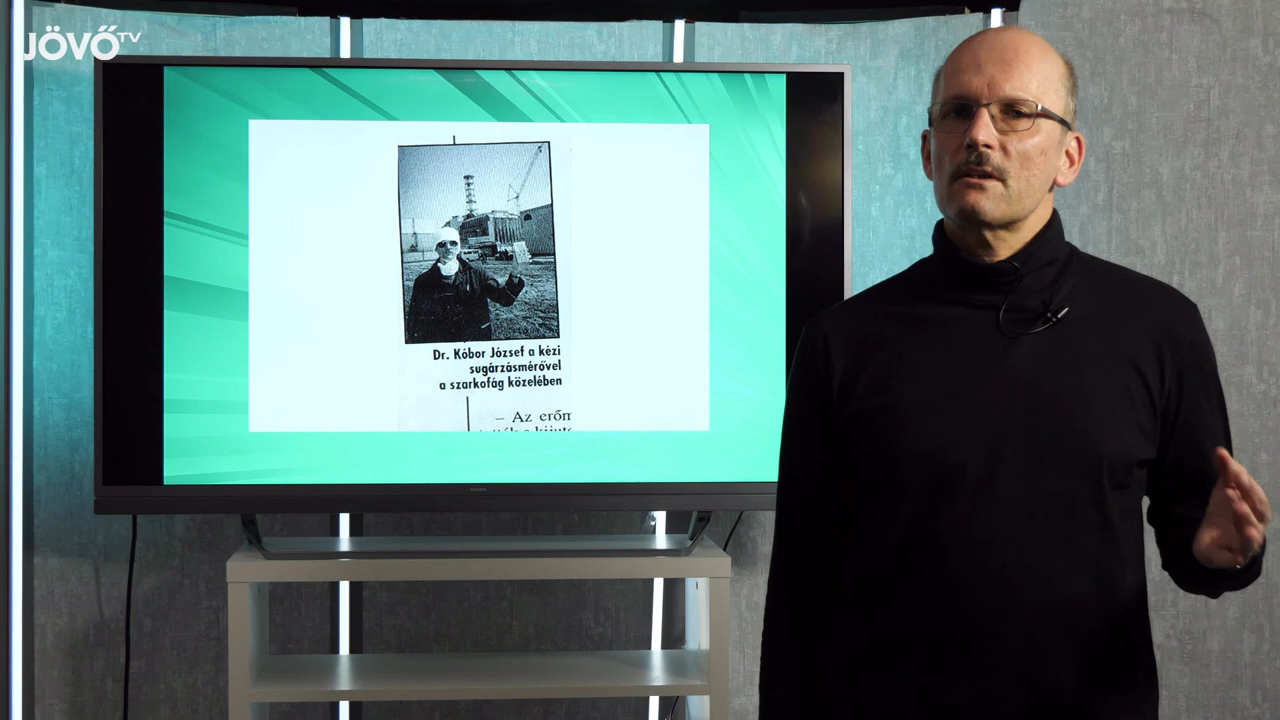 JÖVŐTV
Dr. Kóbor József a kézi
sugárzásmérővel
a szarkofág közelében
– Az erőm